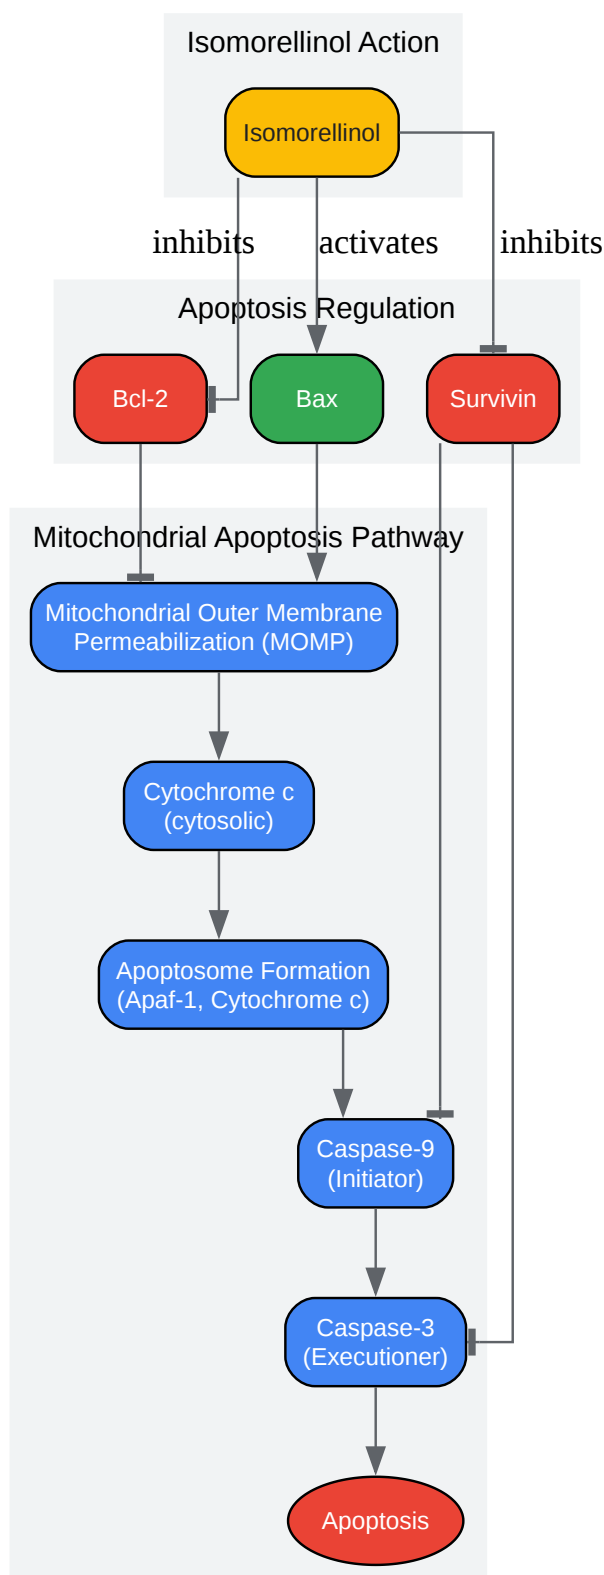 Isomorellinol Action
Isomorellinol
inhibits
activates
inhibits
Apoptosis Regulation
Bcl-2
Bax
Survivin
Mitochondrial Apoptosis Pathway
Mitochondrial Outer Membrane
Permeabilization (MOMP)
Cytochrome c
(cytosolic)
Apoptosome Formation
(Apaf-1, Cytochrome c)
Caspase-9
(Initiator)
Caspase-3
(Executioner)
Apoptosis